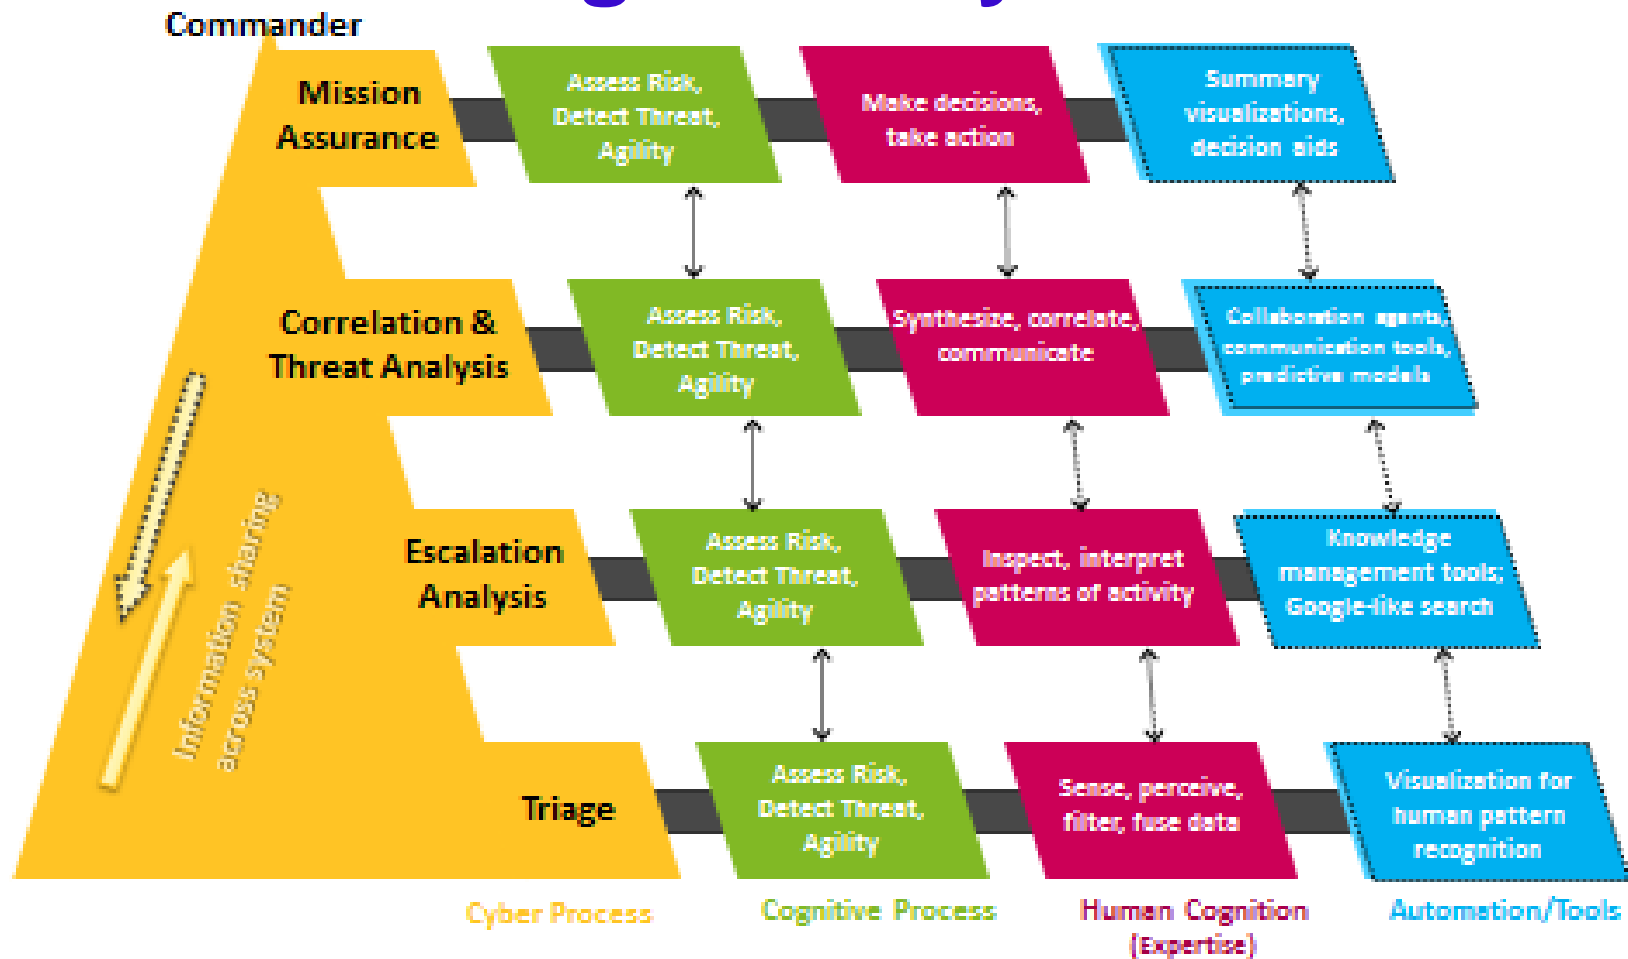 Commander
Mission
Assurance
Assess Risk,
Detect Threat,
Agility
Make decisions,
take action
Summary
visualizations,
decision aids
Correlation &
Threat Analysis
Assess Risk,
Detect Threat,
Agility
Synthesize, correlate,
communicate
Collaboration agents,
communication tools,
predictive models
Escalation
Analysis
Assess Risk,
Detect Threat,
Agility
Inspect, interpret
patterns of activity
Knowledge
management tools;
Google-like search
Information sharing
across system
Triage
Assess Risk,
Detect Threat,
Agility
Sense, perceive,
filter, fuse data
Visualization for
human pattern
recognition
Cyber Process
Cognitive Process
Human Cognition
(Expertise)
Automation/Tools